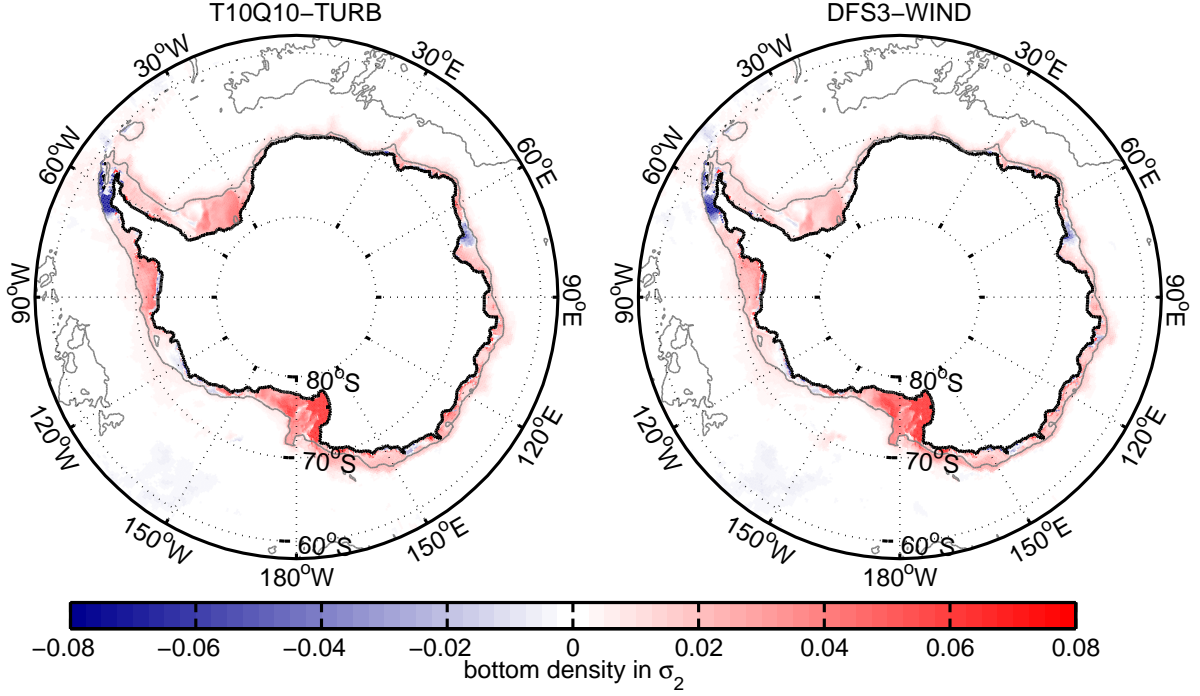 T10Q10−TURB
DFS3−WIND
30°W
30°E
60°W
60°E
90°W
90°E
120°W
120°E
150°W
150°E
180°W
80°S
70°S
60°S
30°W
30°E
60°W
60°E
90°W
90°E
120°W
120°E
150°W
150°E
180°W
80°S
70°S
60°S
−0.08 −0.06 −0.04 −0.02 0 0.02 0.04 0.06 0.08
bottom density in σ₂